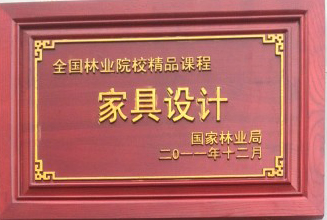 全国林业院校精品课程
家具设计
国家林业局
二〇一一年十二月